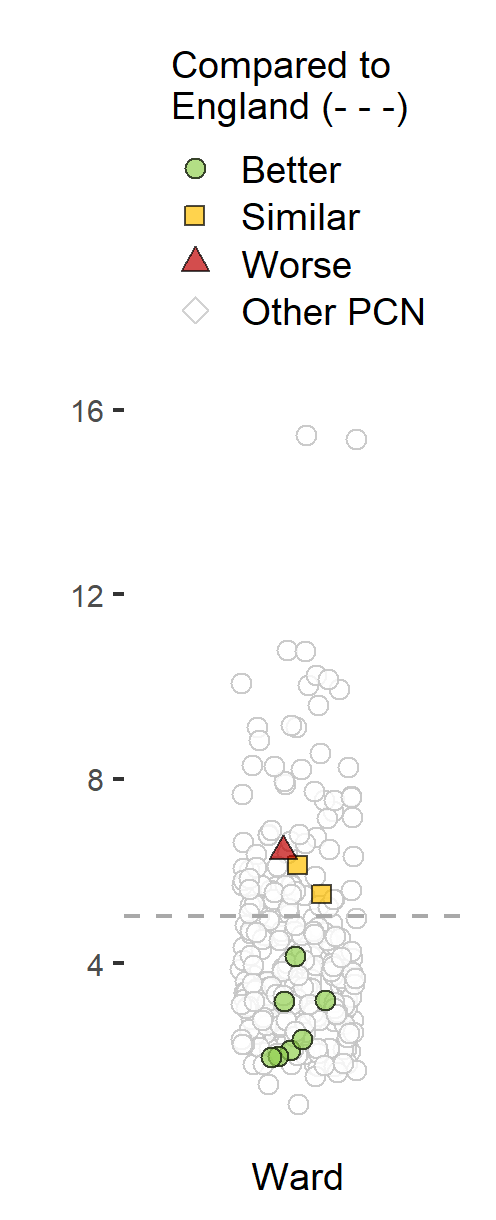 Compared to
England (- - -)
Better
Similar
Worse
Other PCN
16
12
8
4
Ward